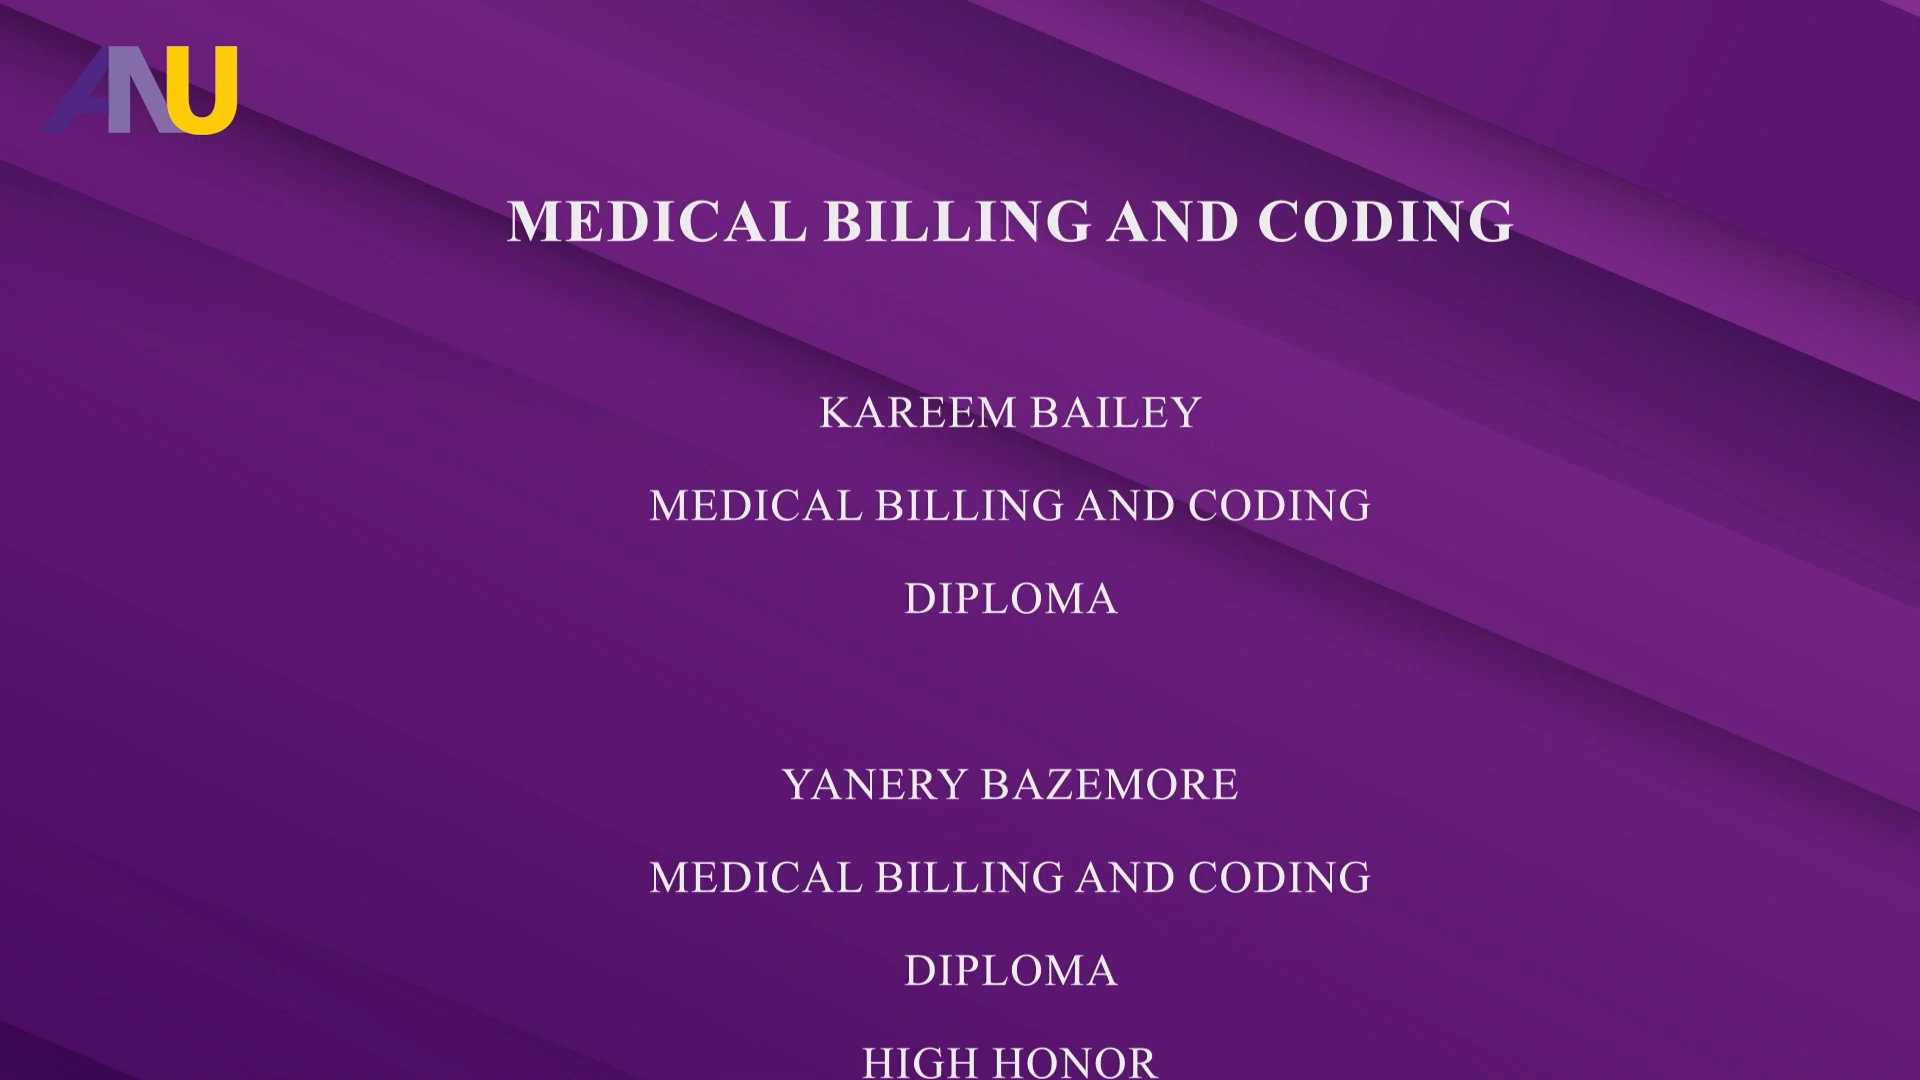 ANU
MEDICAL BILLING AND CODING
KAREEM BAILEY
MEDICAL BILLING AND CODING
DIPLOMA
YANERY BAZEMORE
MEDICAL BILLING AND CODING
DIPLOMA
HIGH HONOR